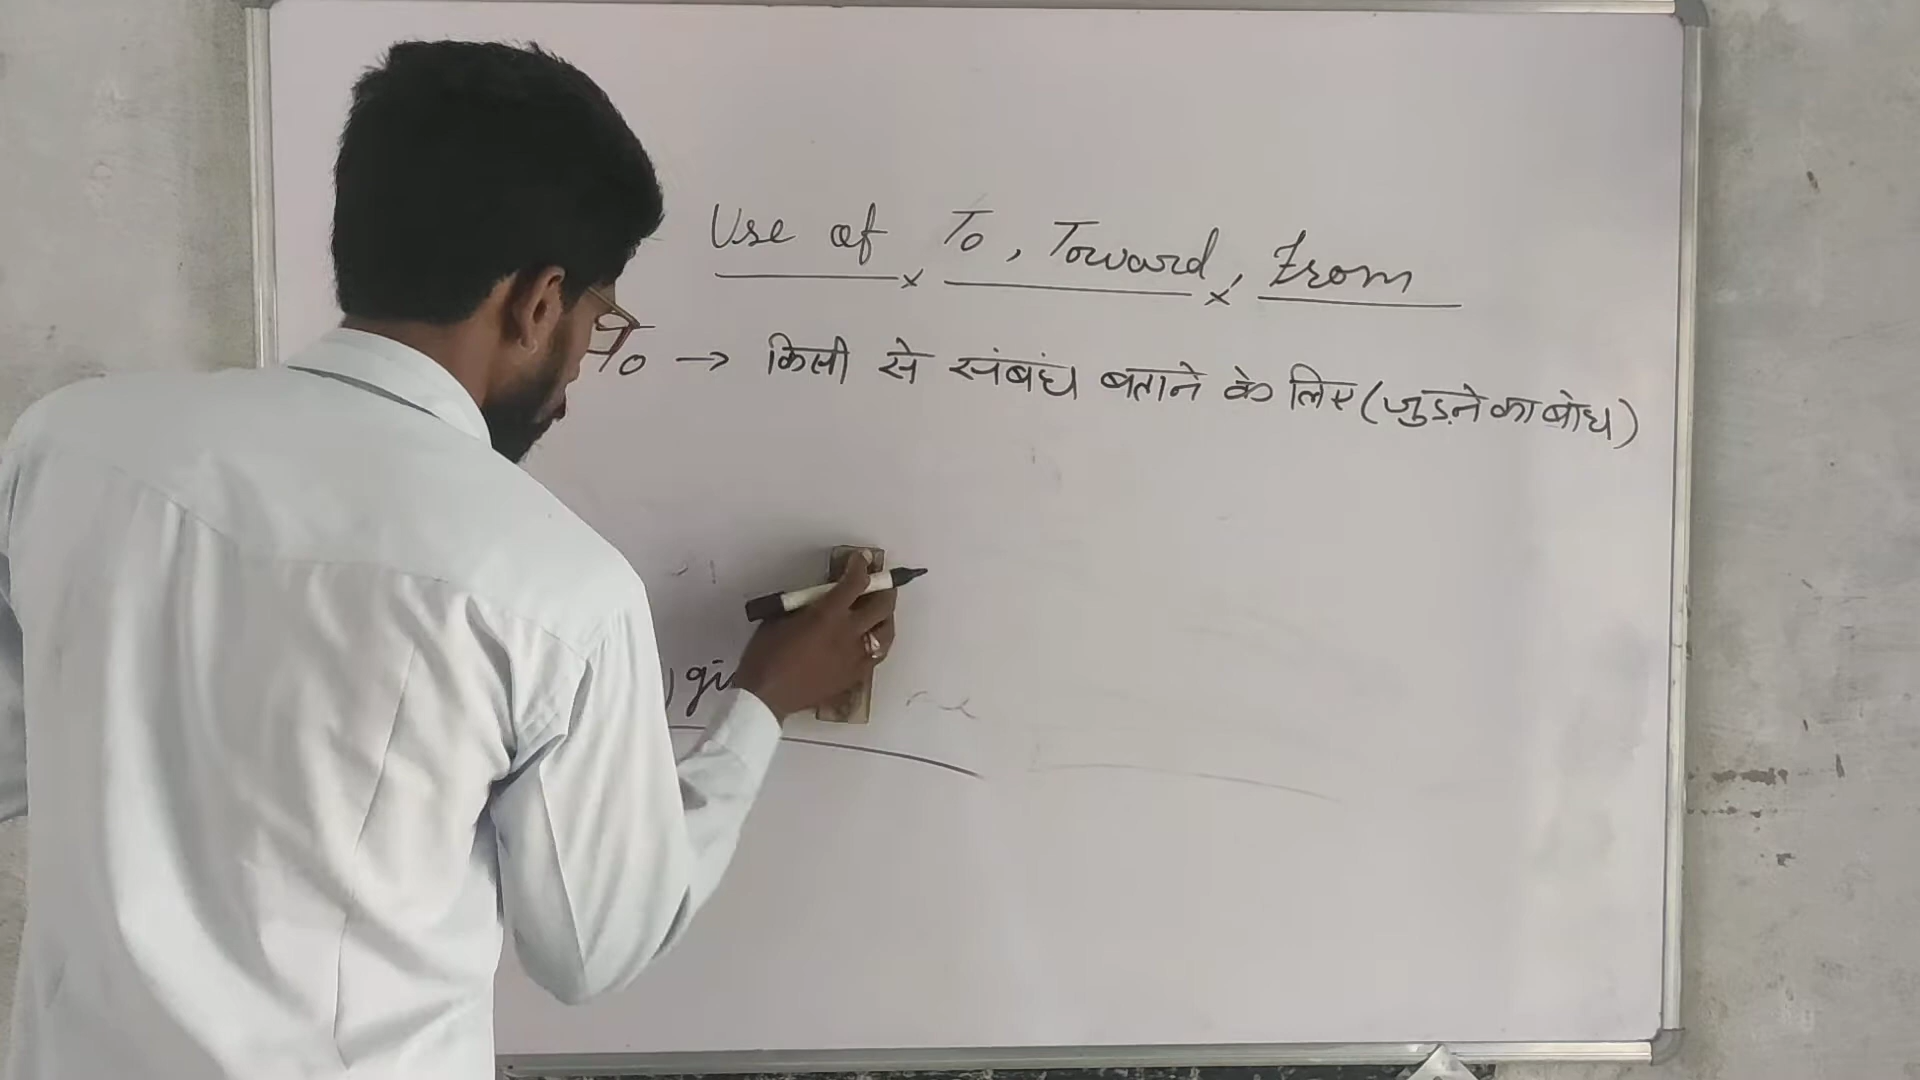 Use of To, Toward, From
To → किसी से संबंध बताने के लिए (जुड़ने का बोध)